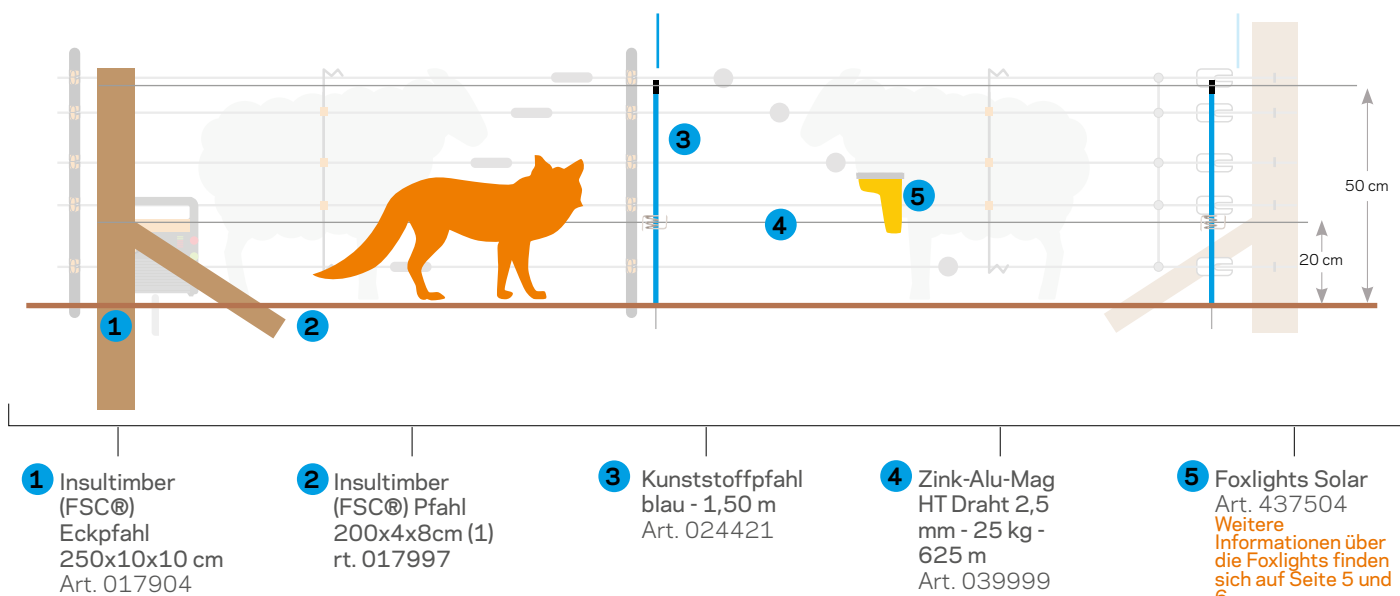 3
5
4
50 cm
20 cm
1
2
1 Insultimber
(FSC®)
Eckpfahl
250x10x10 cm
Art. 017904
2 Insultimber
(FSC®) Pfahl
200x4x8cm (1)
rt. 017997
3 Kunststoffpfahl
blau - 1,50 m
Art. 024421
4 Zink-Alu-Mag
HT Draht 2,5
mm - 25 kg -
625 m
Art. 039999
5 Foxlights Solar
Art. 437504
Weitere
Informationen über
die Foxlights finden
sich auf Seite 5 und
6